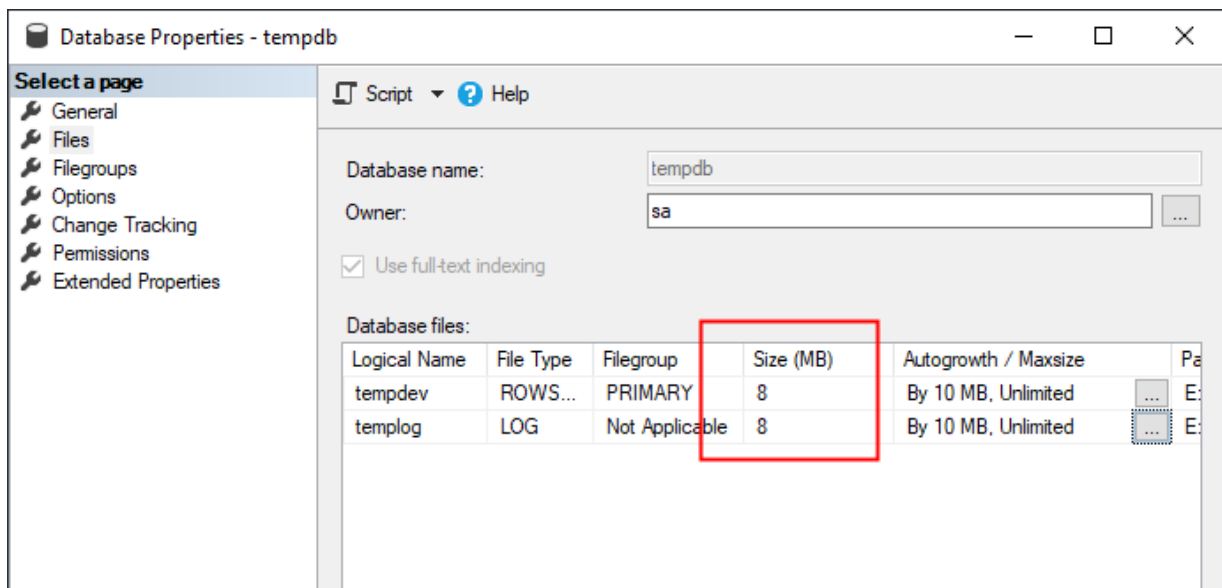 Database Properties - tempdb
Select a page
General
Files
Filegroups
Options
Change Tracking
Permissions
Extended Properties
Script Help
Database name: tempdb
Owner: sa ...
Use full-text indexing
Database files:
Logical Name File Type Filegroup Size (MB) Autogrowth / Maxsize Pa
tempdev ROWS... PRIMARY 8 By 10 MB, Unlimited ... E:
templog LOG Not Applicable 8 By 10 MB, Unlimited ... E: